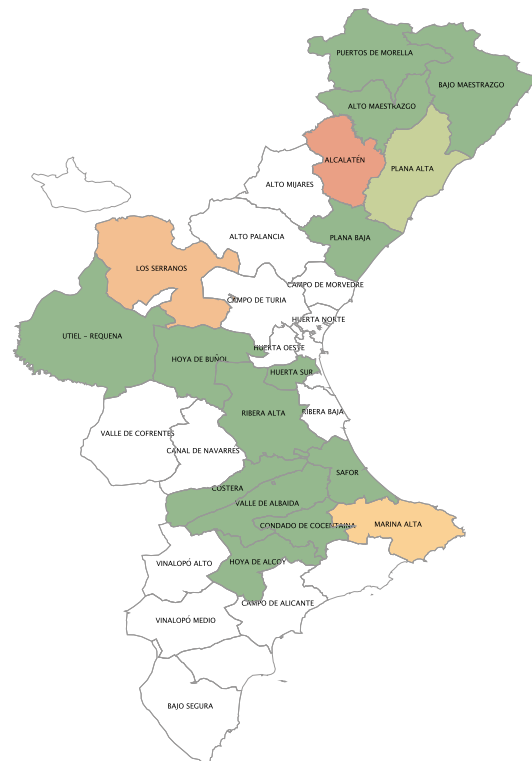 PUERTOS DE MORELLA
BAJO MAESTRAZGO
ALTO MAESTRAZGO
ALCALATÉN
PLANA ALTA
ALTO MIJARES
ALTO PALANCIA
PLANA BAJA
LOS SERRANOS
CAMPO DE MORVEDRE
CAMPO DE TURIA
HUERTA NORTE
UTIEL - REQUENA
HUERTA OESTE
HOYA DE BUÑOL
HUERTA SUR
RIBERA ALTA
RIBERA BAJA
VALLE DE COFRENTES
CANAL DE NAVARRES
SAFOR
COSTERA
VALLE DE ALBAIDA
CONDADO DE COCENTAINA
MARINA ALTA
VINALOPÓ ALTO
HOYA DE ALCOY
CAMPO DE ALICANTE
VINALOPÓ MEDIO
BAJO SEGURA